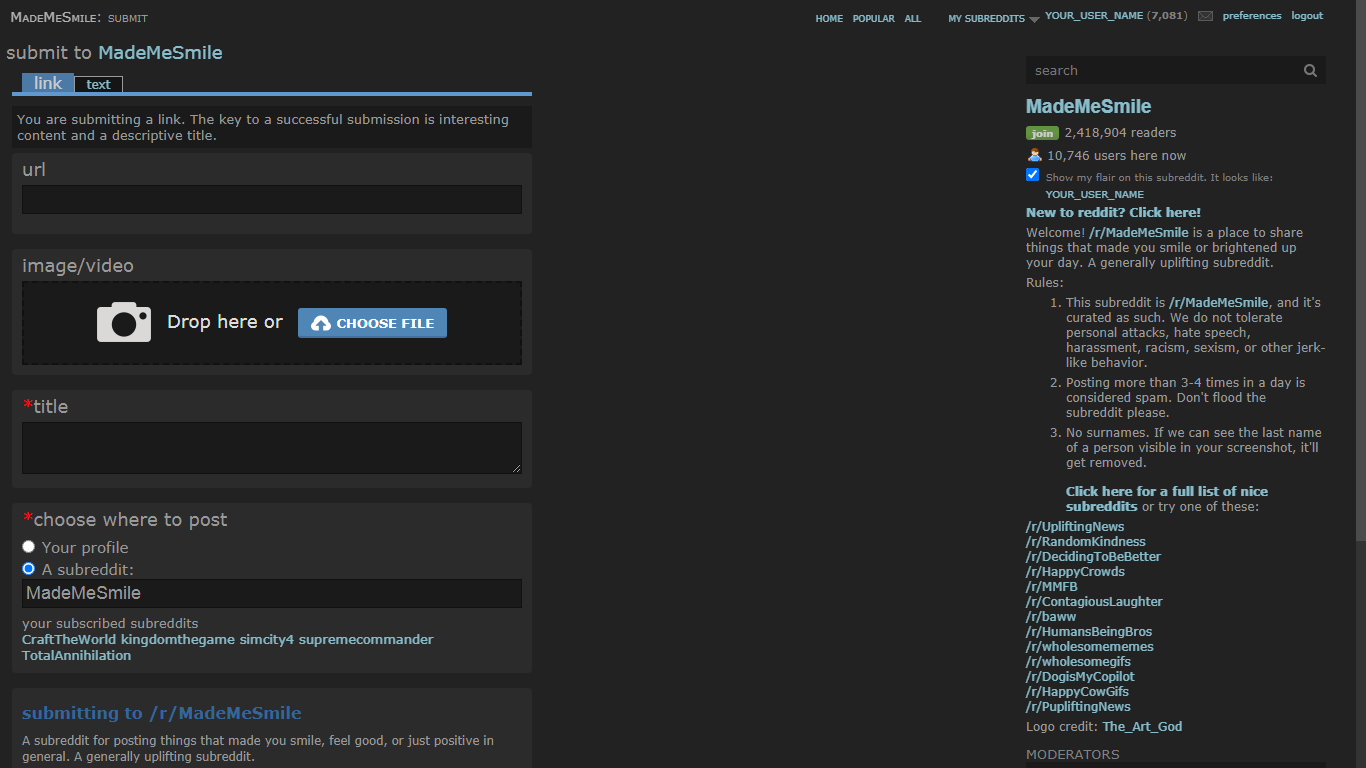 MadeMeSmile: submit
HOME POPULAR ALL MY SUBREDDITS YOUR_USER_NAME (7,081) preferences logout
submit to MadeMeSmile
link text
You are submitting a link. The key to a successful submission is interesting
content and a descriptive title.
url
image/video
Drop here or CHOOSE FILE
*title
*choose where to post
Your profile
A subreddit:
MadeMeSmile
your subscribed subreddits
CraftTheWorld kingdomthegame simcity4 supremecommander
TotalAnnihilation
submitting to /r/MadeMeSmile
A subreddit for posting things that made you smile, feel good, or just positive in
general. A generally uplifting subreddit.
search
MadeMeSmile
join 2,418,904 readers
10,746 users here now
Show my flair on this subreddit. It looks like:
YOUR_USER_NAME
New to reddit? Click here!
Welcome! /r/MadeMeSmile is a place to share
things that made you smile or brightened up
your day. A generally uplifting subreddit.
Rules:
1. This subreddit is /r/MadeMeSmile, and it's
curated as such. We do not tolerate
personal attacks, hate speech,
harassment, racism, sexism, or other jerk-
like behavior.
2. Posting more than 3-4 times in a day is
considered spam. Don't flood the
subreddit please.
3. No surnames. If we can see the last name
of a person visible in your screenshot, it'll
get removed.
Click here for a full list of nice
subreddits or try one of these:
/r/UpliftingNews
/r/RandomKindness
/r/DecidingToBeBetter
/r/HappyCrowds
/r/MMFB
/r/ContagiousLaughter
/r/baww
/r/HumansBeingBros
/r/wholesomememes
/r/wholesomegifs
/r/DogisMyCopilot
/r/HappyCowGifs
/r/PupliftingNews
Logo credit: The_Art_God
MODERATORS